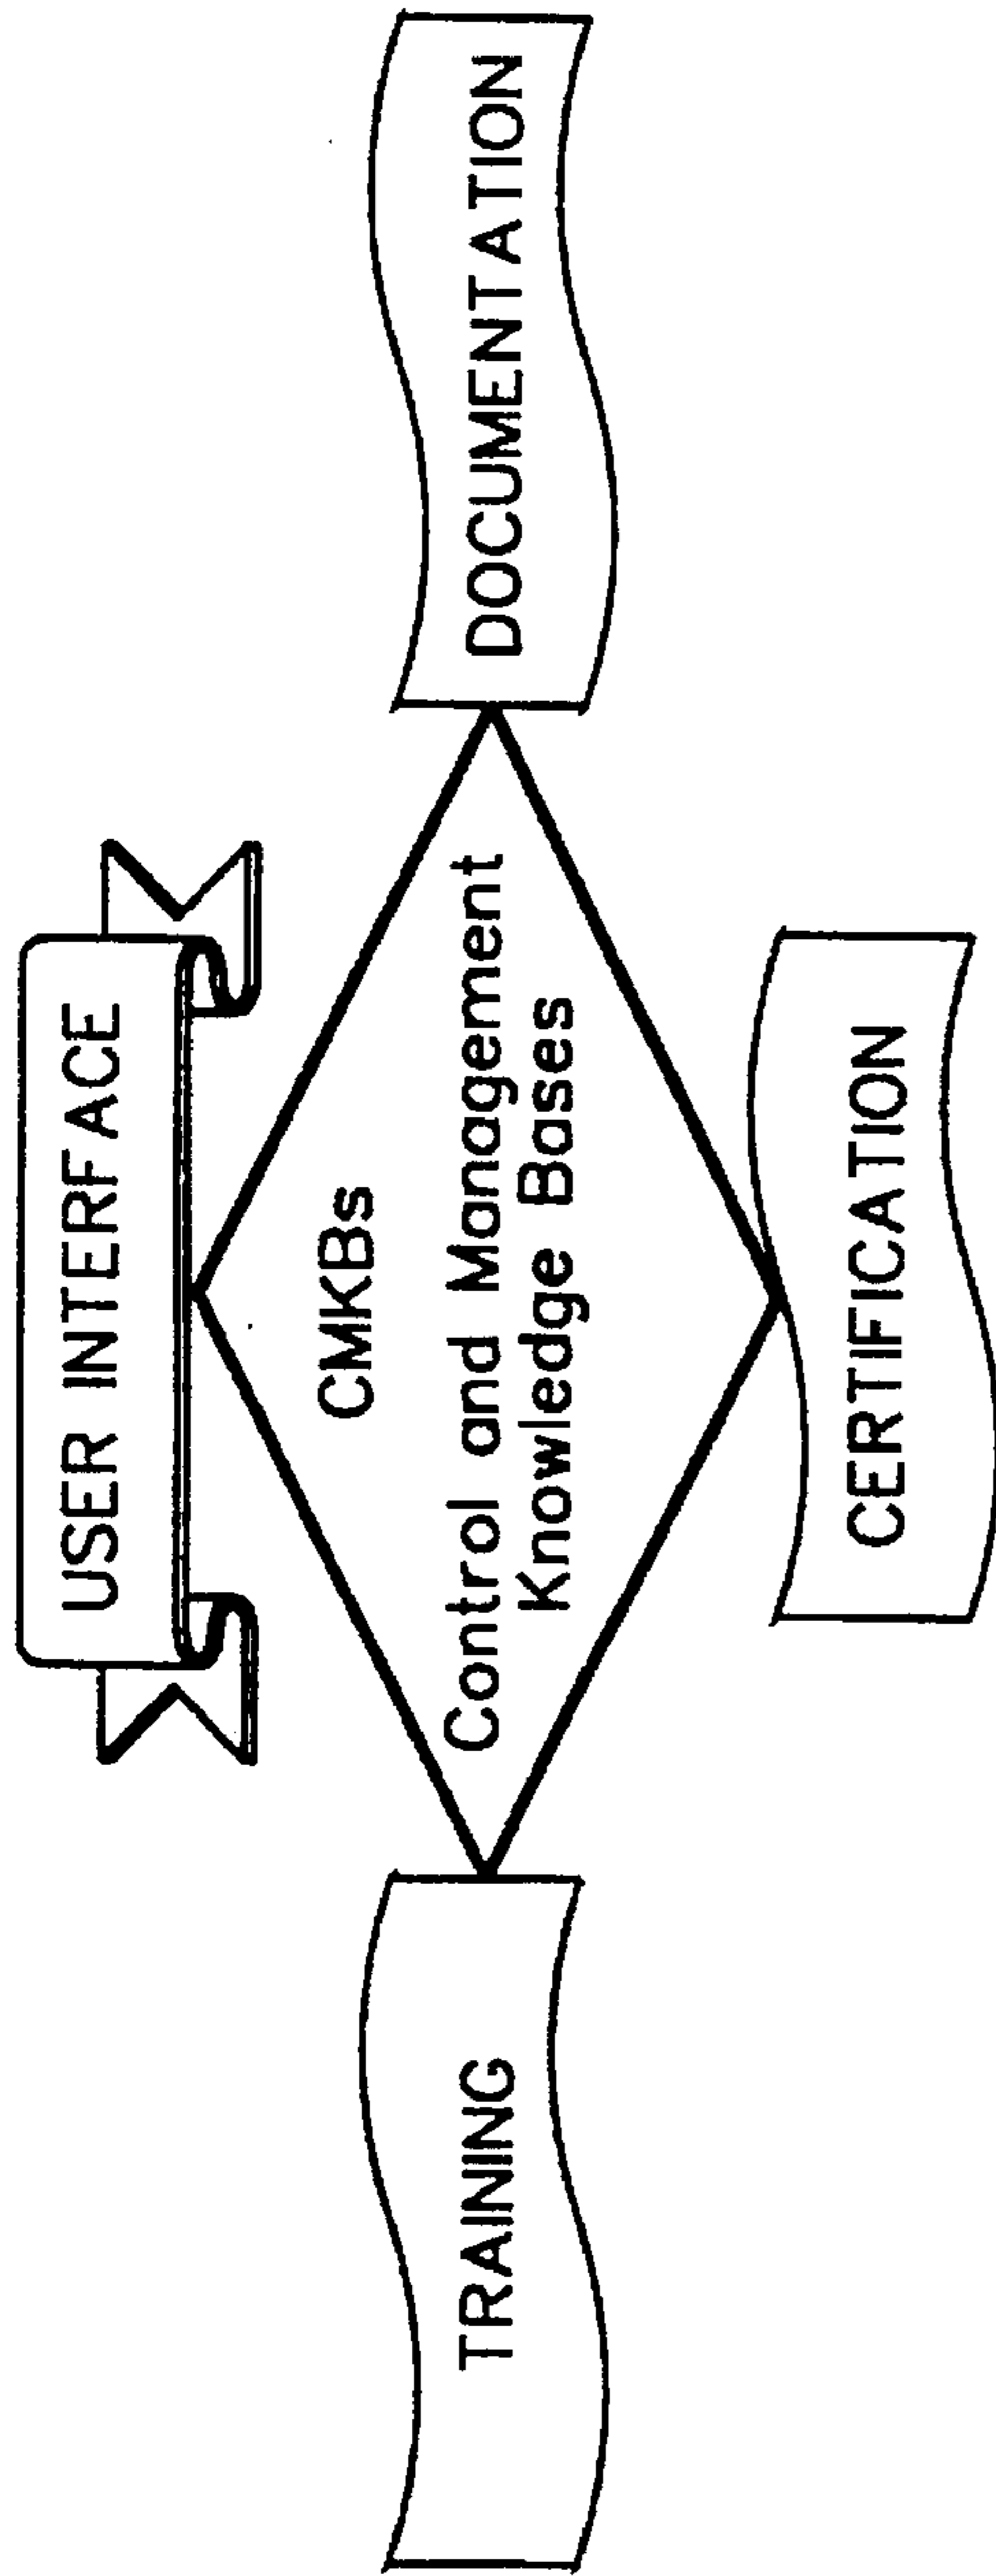 USER INTERFACE
CMKBs
Control and Management
Knowledge Bases
TRAINING
DOCUMENTATION
CERTIFICATION